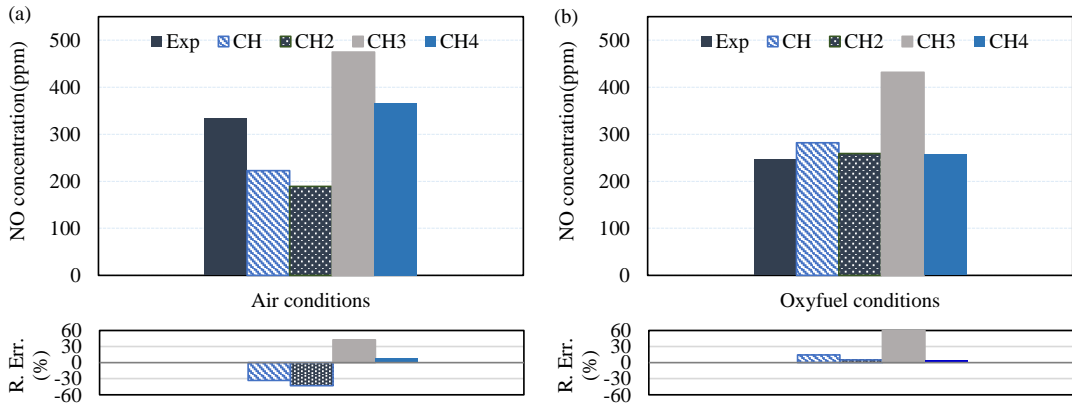 (a)
NO concentration(ppm)
500
400
300
200
100
0
Exp CH CH2 CH3 CH4
Air conditions
R. Err.
(%)
60
30
0
-30
-60
(b)
NO concentration(ppm)
500
400
300
200
100
0
Exp CH CH2 CH3 CH4
Oxyfuel conditions
R. Err.
(%)
60
30
0
-30
-60